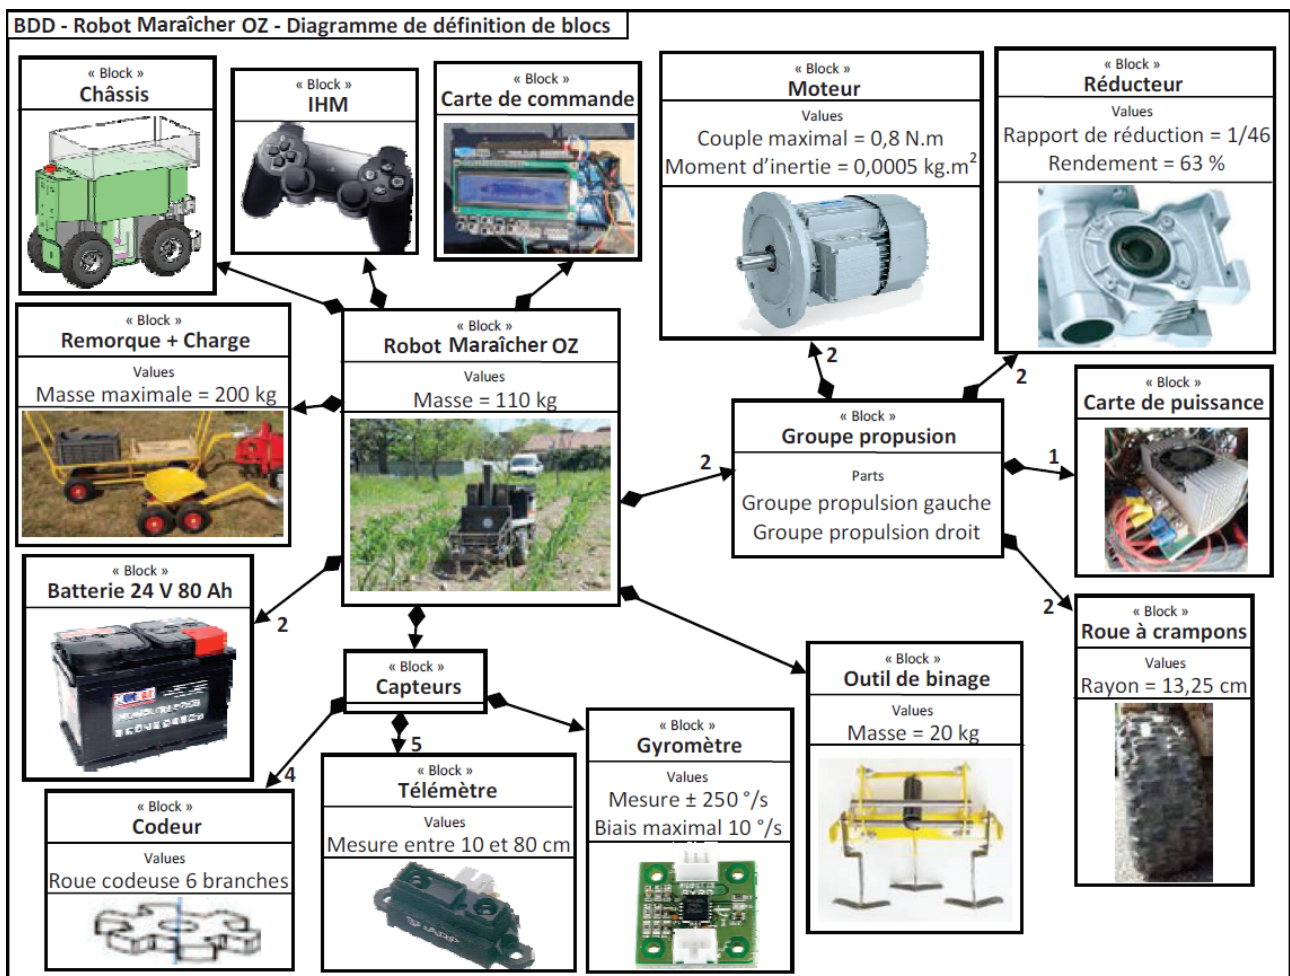 BDD - Robot Maraîcher OZ - Diagramme de définition de blocs
« Block »
Châssis
« Block »
IHM
« Block »
Carte de commande
« Block »
Moteur
Values
Couple maximal = 0,8 N.m
Moment d'inertie = 0,0005 kg.m²
« Block »
Réducteur
Values
Rapport de réduction = 1/46
Rendement = 63 %
« Block »
Remorque + Charge
Values
Masse maximale = 200 kg
« Block »
Robot Maraîcher OZ
Values
Masse = 110 kg
2
2
« Block »
Groupe propusion
Parts
Groupe propulsion gauche
Groupe propulsion droit
2
1
2
« Block »
Carte de puissance
« Block »
Batterie 24 V 80 Ah
2
« Block »
Roue à crampons
Values
Rayon = 13,25 cm
« Block »
Capteurs
4
5
« Block »
Outil de binage
Values
Masse = 20 kg
« Block »
Gyromètre
Values
Mesure ± 250 °/s
Biais maximal 10 °/s
« Block »
Télémètre
Values
Mesure entre 10 et 80 cm
« Block »
Codeur
Values
Roue codeuse 6 branches